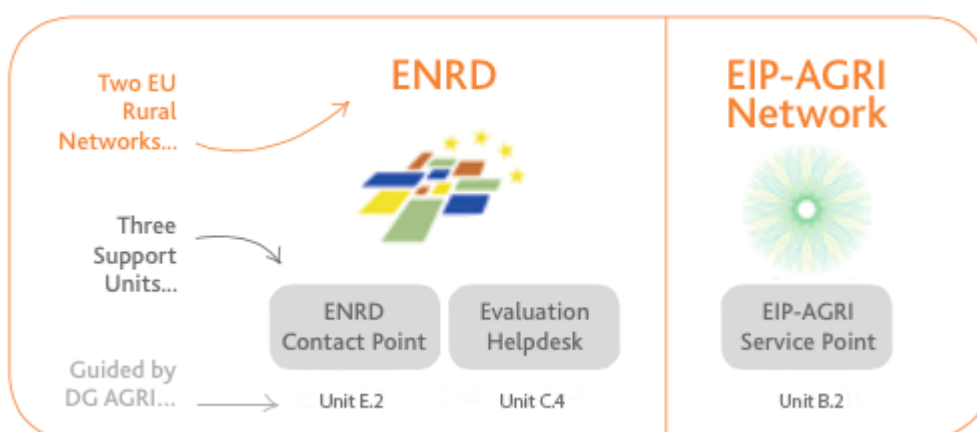 Two EU
Rural
Networks...
ENRD
EIP-AGRI
Network
Three
Support
Units...
ENRD
Contact Point
Evaluation
Helpdesk
EIP-AGRI
Service Point
Guided by
DG AGRI...
Unit E.2
Unit C.4
Unit B.2